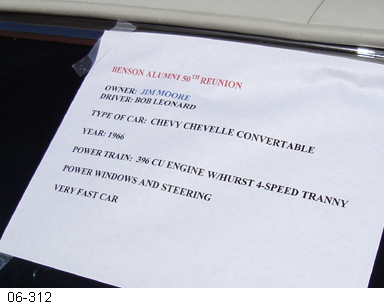 BENSON ALUMNI 50TH REUNION
OWNER: JIM MOORE
DRIVER: BOB LEONARD
TYPE OF CAR: CHEVY CHEVELLE CONVERTABLE
YEAR: 1966
POWER TRAIN: 396 CU ENGINE W/HURST 4-SPEED TRANNY
POWER WINDOWS AND STEERING
VERY FAST CAR
06-312